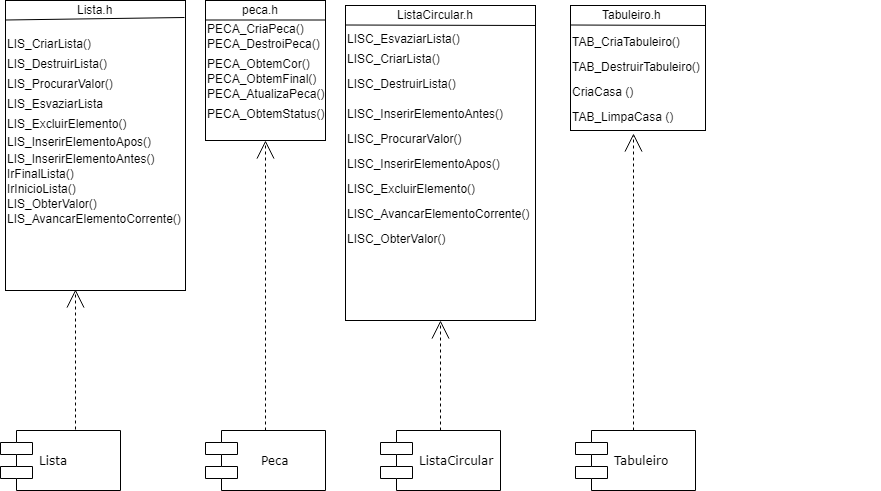 Lista.h
LIS_CriarLista()
LIS_DestruirLista()
LIS_ProcurarValor()
LIS_EsvaziarLista
LIS_ExcluirElemento()
LIS_InserirElementoApos()
LIS_InserirElementoAntes()
IrFinalLista()
IrInicioLista()
LIS_ObterValor()
LIS_AvancarElementoCorrente()
peca.h
PECA_CriaPeca()
PECA_DestroiPeca()
PECA_ObtemCor()
PECA_ObtemFinal()
PECA_AtualizaPeca()
PECA_ObtemStatus()
ListaCircular.h
LISC_EsvaziarLista()
LISC_CriarLista()
LISC_DestruirLista()
LISC_InserirElementoAntes()
LISC_ProcurarValor()
LISC_InserirElementoApos()
LISC_ExcluirElemento()
LISC_AvancarElementoCorrente()
LISC_ObterValor()
Tabuleiro.h
TAB_CriaTabuleiro()
TAB_DestruirTabuleiro()
CriaCasa ()
TAB_LimpaCasa ()
Lista
Peca
ListaCircular
Tabuleiro